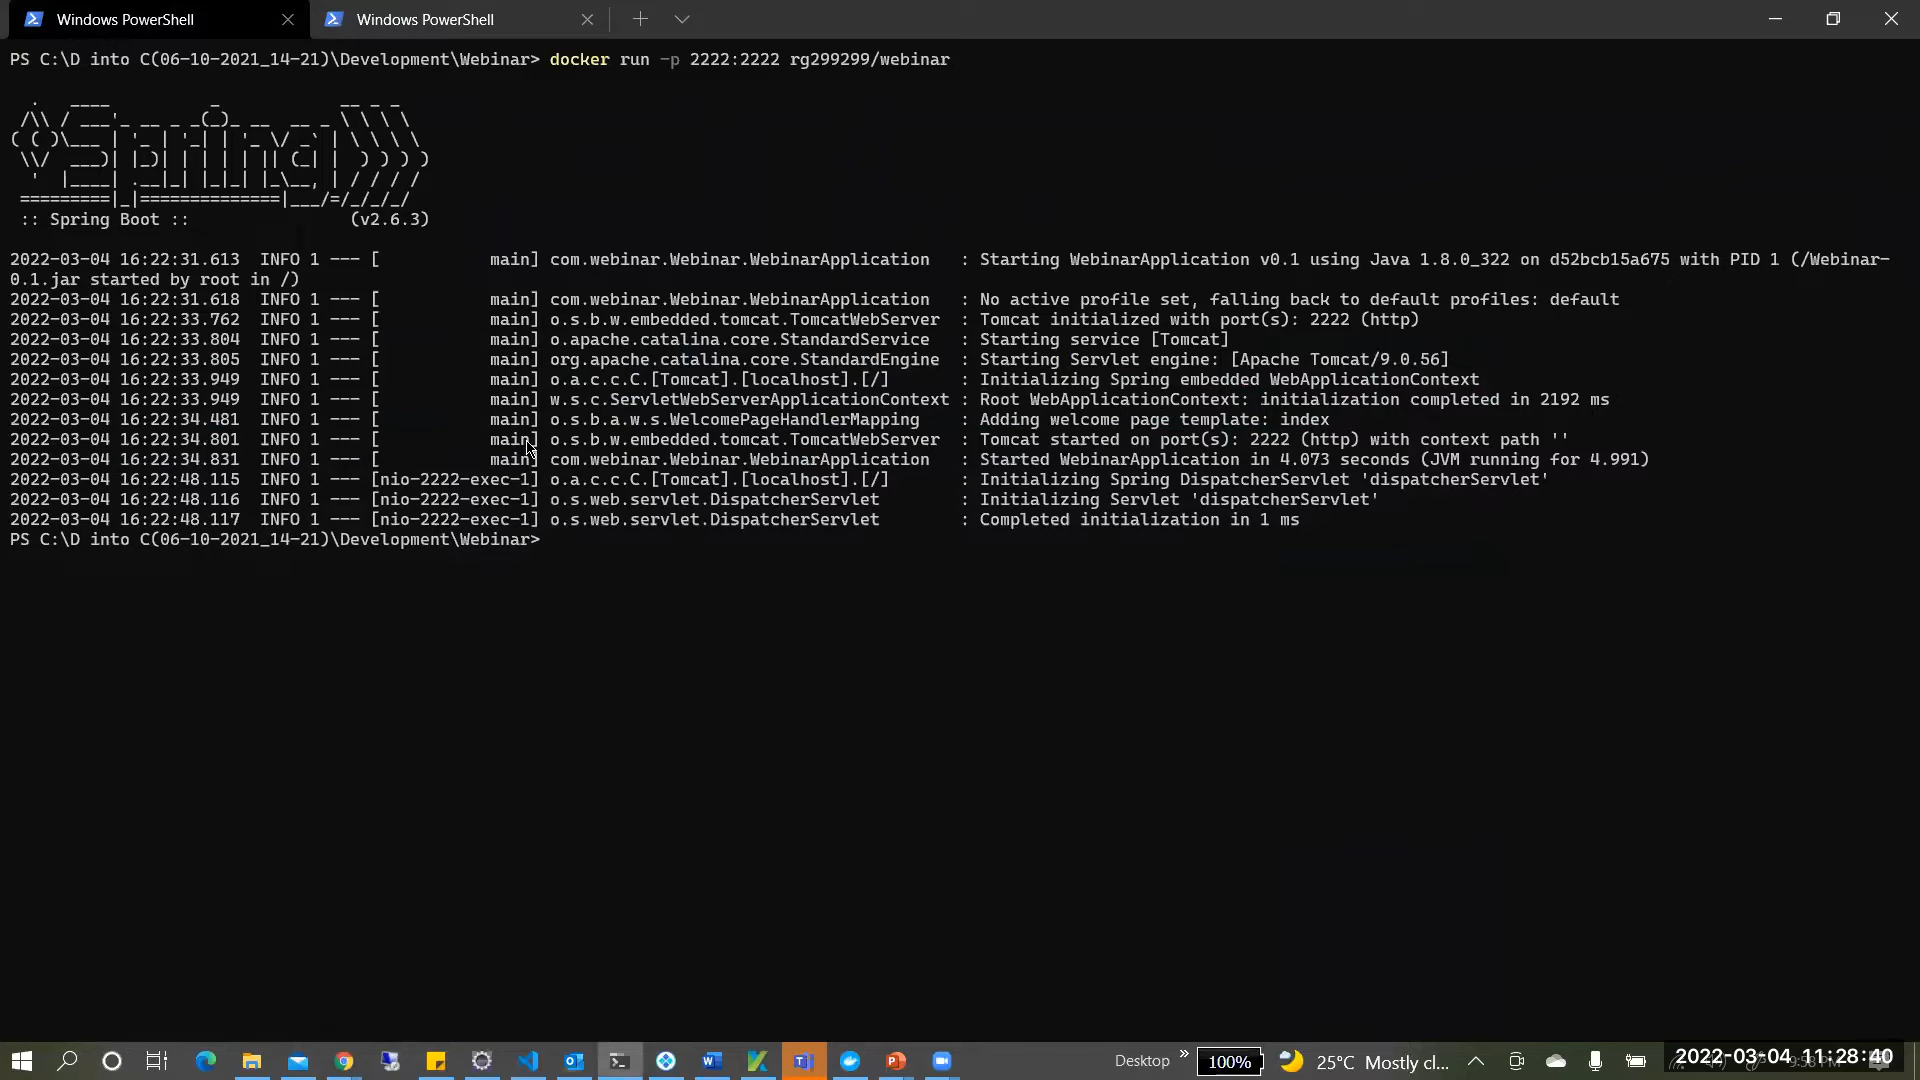 Windows PowerShell
Windows PowerShell
PS C:\D into C(06-10-2021_14-21)\Development\Webinar> docker run -p 2222:2222 rg299299/webinar
  .   ____          _            __ _ _
 /\\ / ___'_ __ _ _(_)_ __  __ _ \ \ \ \
( ( )\___ | '_ | '_| | '_ \/ _` | \ \ \ \
 \\/  ___)| |_)| | | | | || (_| |  ) ) ) )
  '  |____| .__|_| |_|_| |_\__, | / / / /
 =========|_|==============|___/=/_/_/_/
 :: Spring Boot ::                (v2.6.3)
2022-03-04 16:22:31.613  INFO 1 --- [           main] com.webinar.Webinar.WebinarApplication   : Starting WebinarApplication v0.1 using Java 1.8.0_322 on d52bcb15a675 with PID 1 (/Webinar-
0.1.jar started by root in /)
2022-03-04 16:22:31.618  INFO 1 --- [           main] com.webinar.Webinar.WebinarApplication   : No active profile set, falling back to default profiles: default
2022-03-04 16:22:33.762  INFO 1 --- [           main] o.s.b.w.embedded.tomcat.TomcatWebServer  : Tomcat initialized with port(s): 2222 (http)
2022-03-04 16:22:33.804  INFO 1 --- [           main] o.apache.catalina.core.StandardService   : Starting service [Tomcat]
2022-03-04 16:22:33.805  INFO 1 --- [           main] org.apache.catalina.core.StandardEngine  : Starting Servlet engine: [Apache Tomcat/9.0.56]
2022-03-04 16:22:33.949  INFO 1 --- [           main] o.a.c.c.C.[Tomcat].[localhost].[/]       : Initializing Spring embedded WebApplicationContext
2022-03-04 16:22:33.949  INFO 1 --- [           main] w.s.c.ServletWebServerApplicationContext : Root WebApplicationContext: initialization completed in 2192 ms
2022-03-04 16:22:34.481  INFO 1 --- [           main] o.s.b.a.w.s.WelcomePageHandlerMapping    : Adding welcome page template: index
2022-03-04 16:22:34.801  INFO 1 --- [           main] o.s.b.w.embedded.tomcat.TomcatWebServer  : Tomcat started on port(s): 2222 (http) with context path ''
2022-03-04 16:22:34.831  INFO 1 --- [           main] com.webinar.Webinar.WebinarApplication   : Started WebinarApplication in 4.073 seconds (JVM running for 4.991)
2022-03-04 16:22:48.115  INFO 1 --- [nio-2222-exec-1] o.a.c.c.C.[Tomcat].[localhost].[/]       : Initializing Spring DispatcherServlet 'dispatcherServlet'
2022-03-04 16:22:48.116  INFO 1 --- [nio-2222-exec-1] o.s.web.servlet.DispatcherServlet        : Initializing Servlet 'dispatcherServlet'
2022-03-04 16:22:48.117  INFO 1 --- [nio-2222-exec-1] o.s.web.servlet.DispatcherServlet        : Completed initialization in 1 ms
PS C:\D into C(06-10-2021_14-21)\Development\Webinar>
Desktop
100%
25°C Mostly cl...
2022-03-04 11:28:40